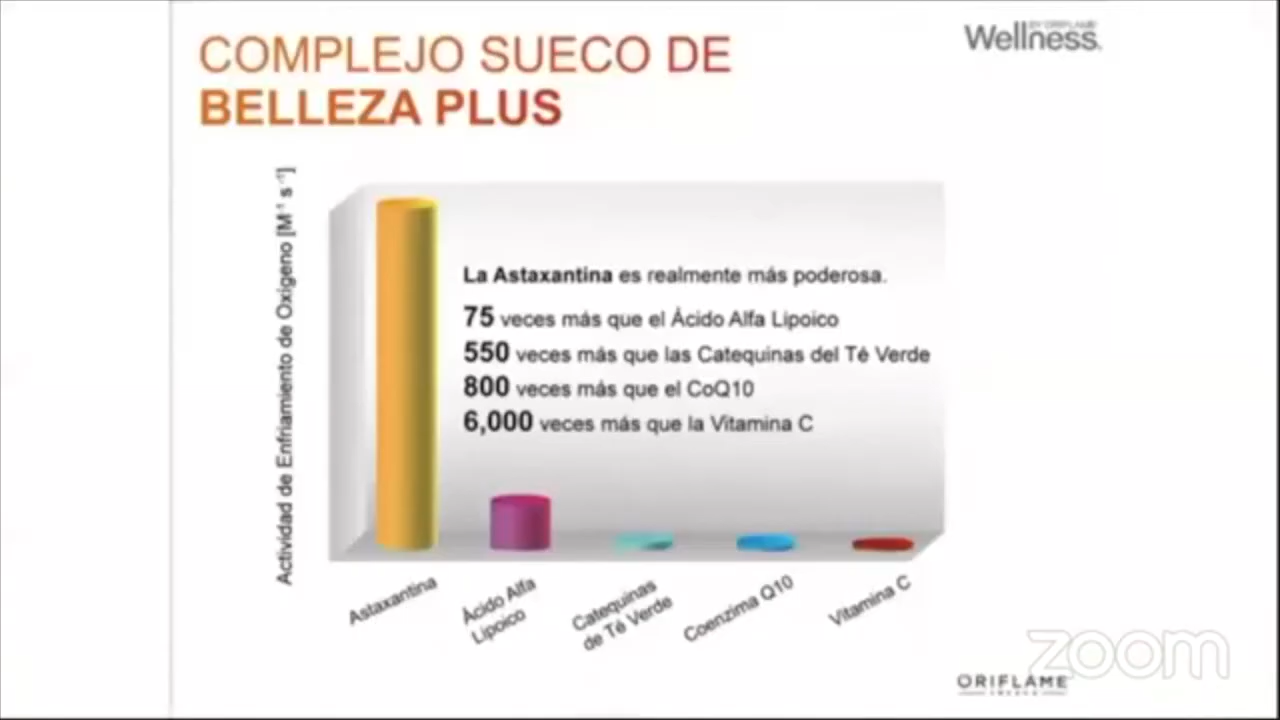 COMPLEJO SUECO DE
BELLEZA PLUS
BY ORIFLAME
Wellness.
Actividad de Enfriamiento de Oxigeno [M⁻¹ s⁻¹]
La Astaxantina es realmente más poderosa.
75 veces más que el Ácido Alfa Lipoico
550 veces más que las Catequinas del Té Verde
800 veces más que el CoQ10
6,000 veces más que la Vitamina C
Astaxantina
Ácido Alfa
Lipoico
Catequinas
de Té Verde
Coenzima Q10
Vitamina C
zoom
ORIFLAME